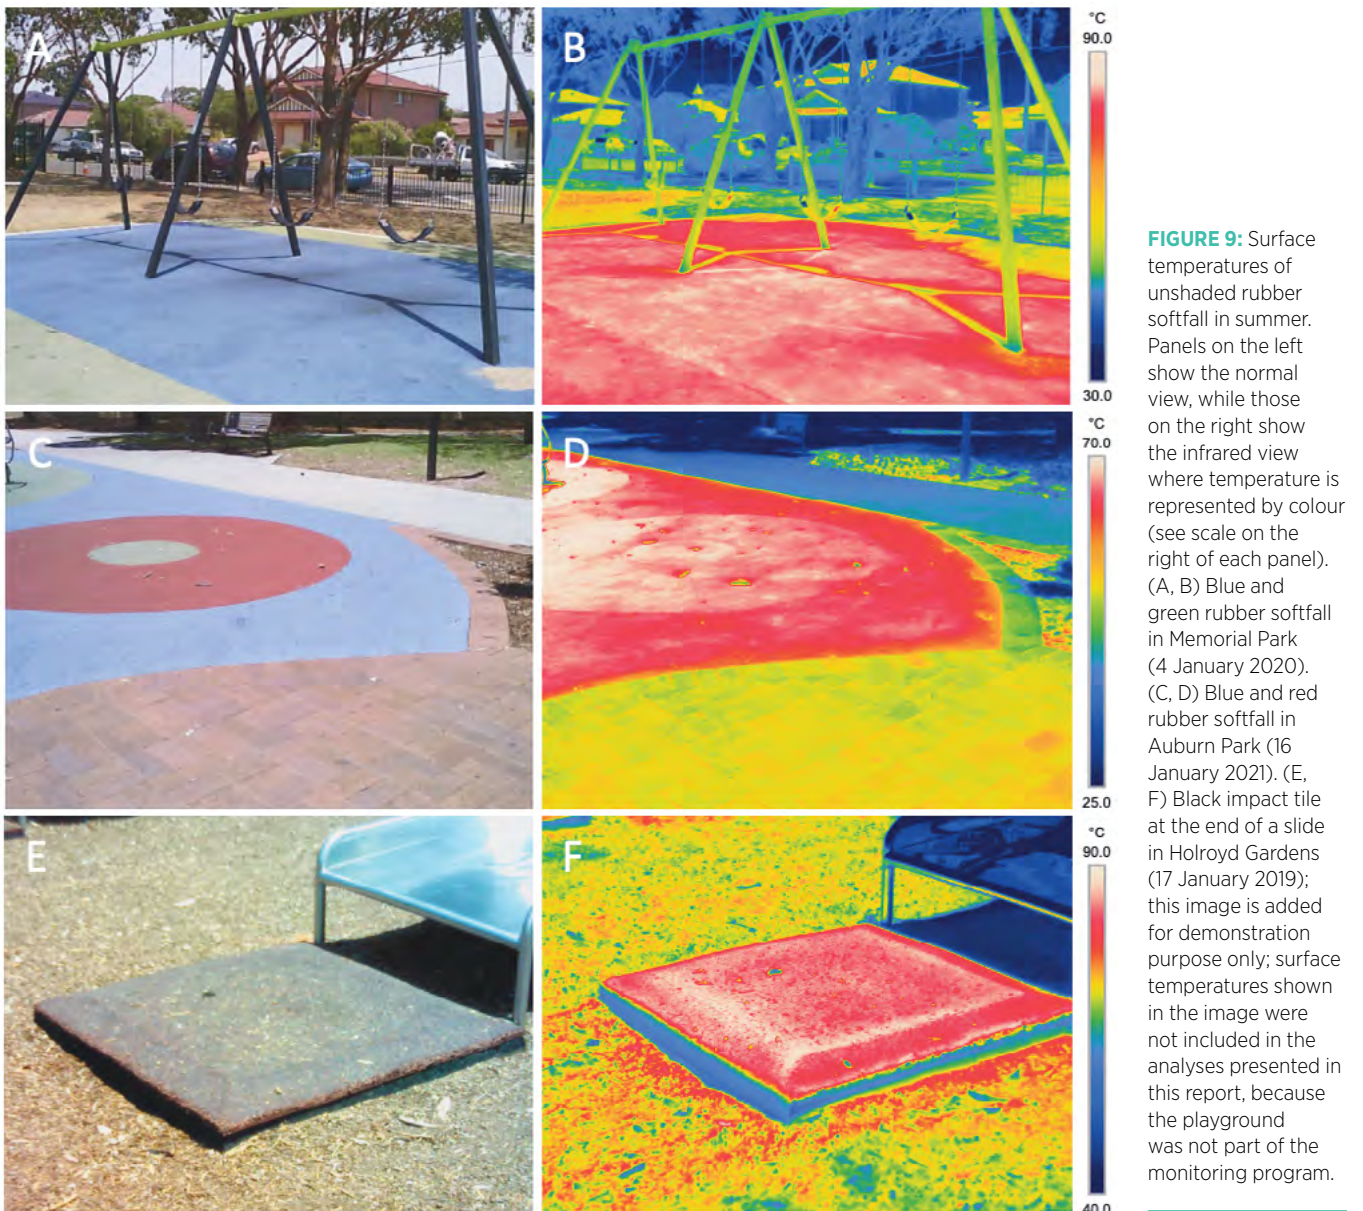 A
B
°C
90.0
30.0
C
D
°C
70.0
25.0
E
F
°C
90.0
40.0
FIGURE 9: Surface
temperatures of
unshaded rubber
softfall in summer.
Panels on the left
show the normal
view, while those
on the right show
the infrared view
where temperature is
represented by colour
(see scale on the
right of each panel).
(A, B) Blue and
green rubber softfall
in Memorial Park
(4 January 2020).
(C, D) Blue and red
rubber softfall in
Auburn Park (16
January 2021). (E,
F) Black impact tile
at the end of a slide
in Holroyd Gardens
(17 January 2019);
this image is added
for demonstration
purpose only; surface
temperatures shown
in the image were
not included in the
analyses presented in
this report, because
the playground
was not part of the
monitoring program.